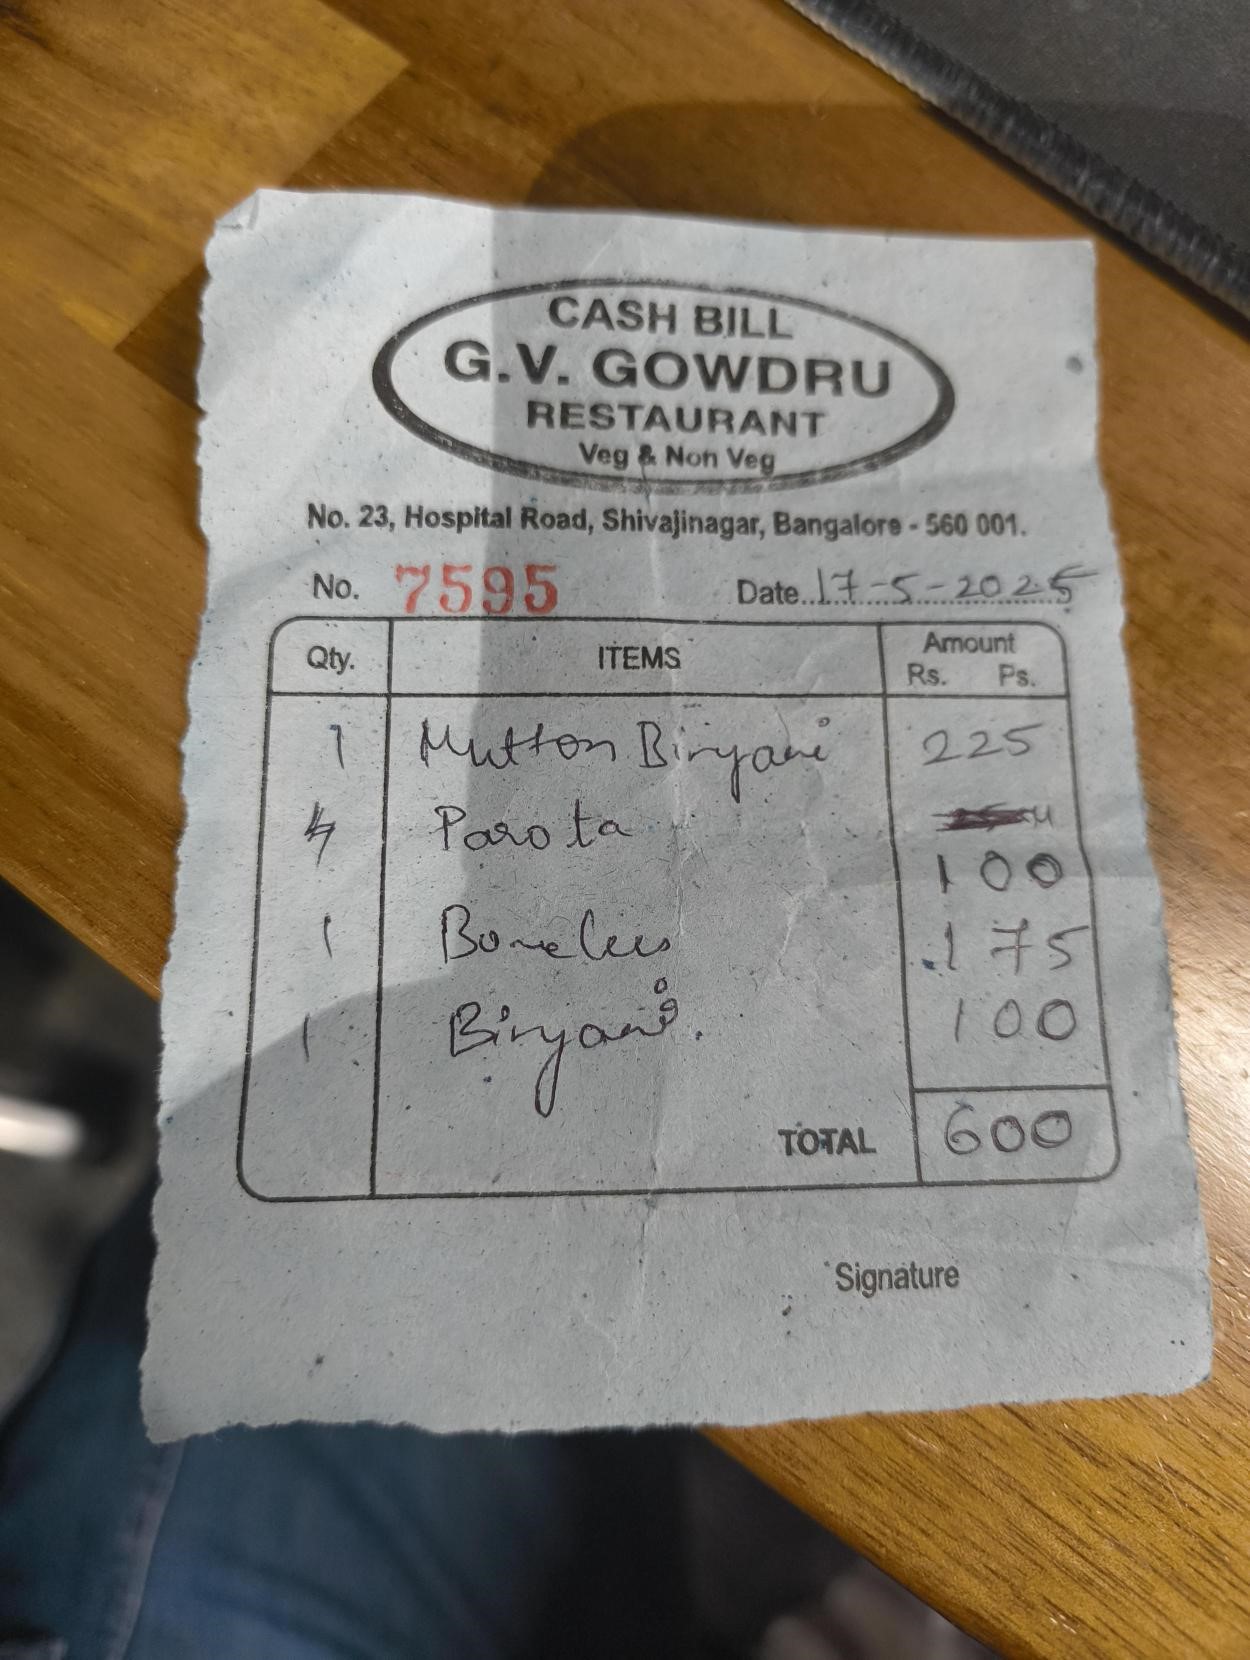 CASH BILL
G.V. GOWDRU
RESTAURANT
Veg & Non Veg
No. 23, Hospital Road, Shivajinagar, Bangalore - 560 001.
No. 7595 Date..17-5-2025
Qty. ITEMS Amount
Rs. Ps.
1 Mutton Biryani 225
4 Parota
100
1 Boneless 175
1 Biryani. 100
TOTAL 600
Signature